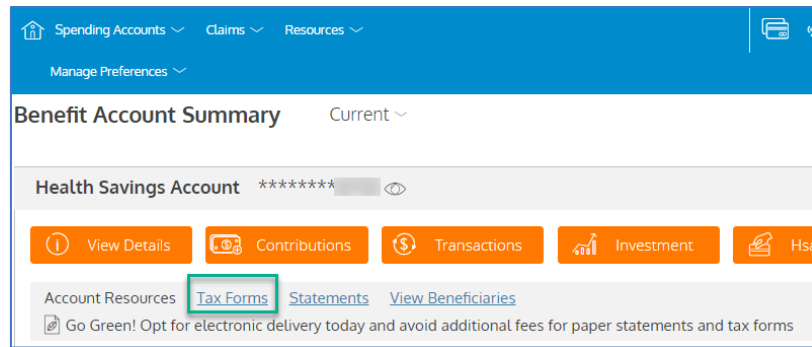 Spending Accounts Claims Resources
Manage Preferences
Benefit Account Summary Current
Health Savings Account ********
View Details Contributions Transactions Investment
Account Resources Tax Forms Statements View Beneficiaries
Go Green! Opt for electronic delivery today and avoid additional fees for paper statements and tax forms